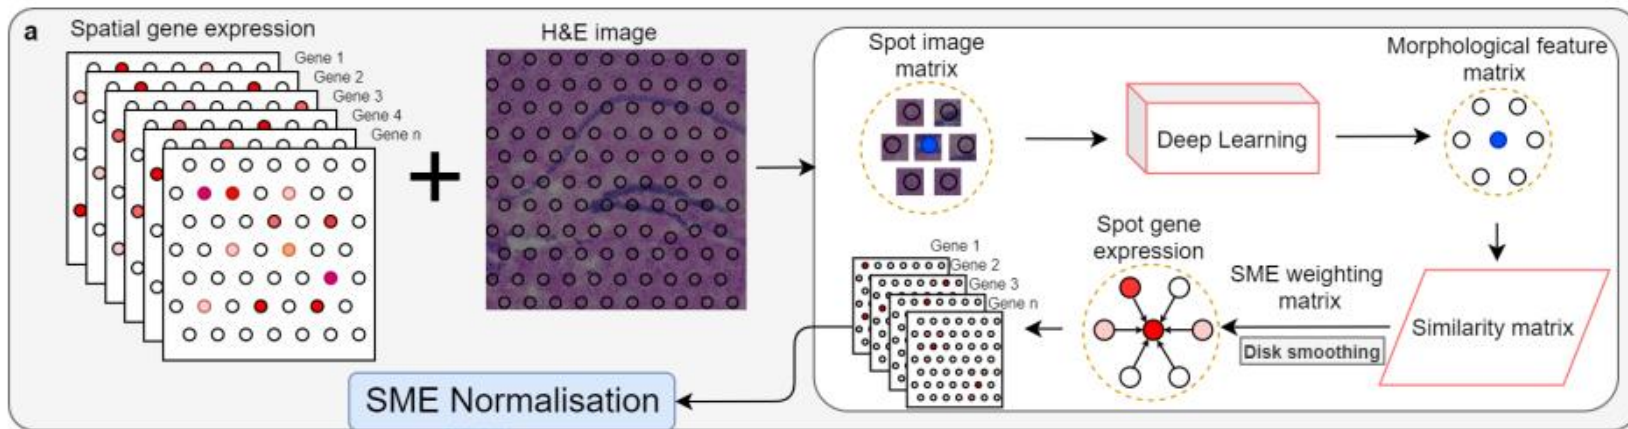 a
Spatial gene expression
Gene 1
Gene 2
Gene 3
Gene 4
Gene n
H&E image
Spot image
matrix
Deep Learning
Morphological feature
matrix
Similarity matrix
SME weighting
matrix
Disk smoothing
Spot gene
expression
Gene 1
Gene 2
Gene 3
Gene n
SME Normalisation